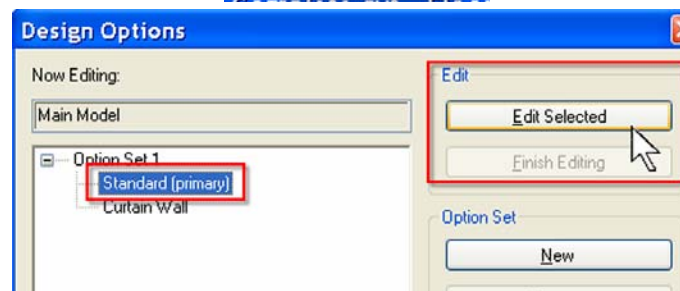 Design Options
Now Editing:
Main Model
Option Set 1
Standard (primary)
Curtain Wall
Edit
Edit Selected
Finish Editing
Option Set
New